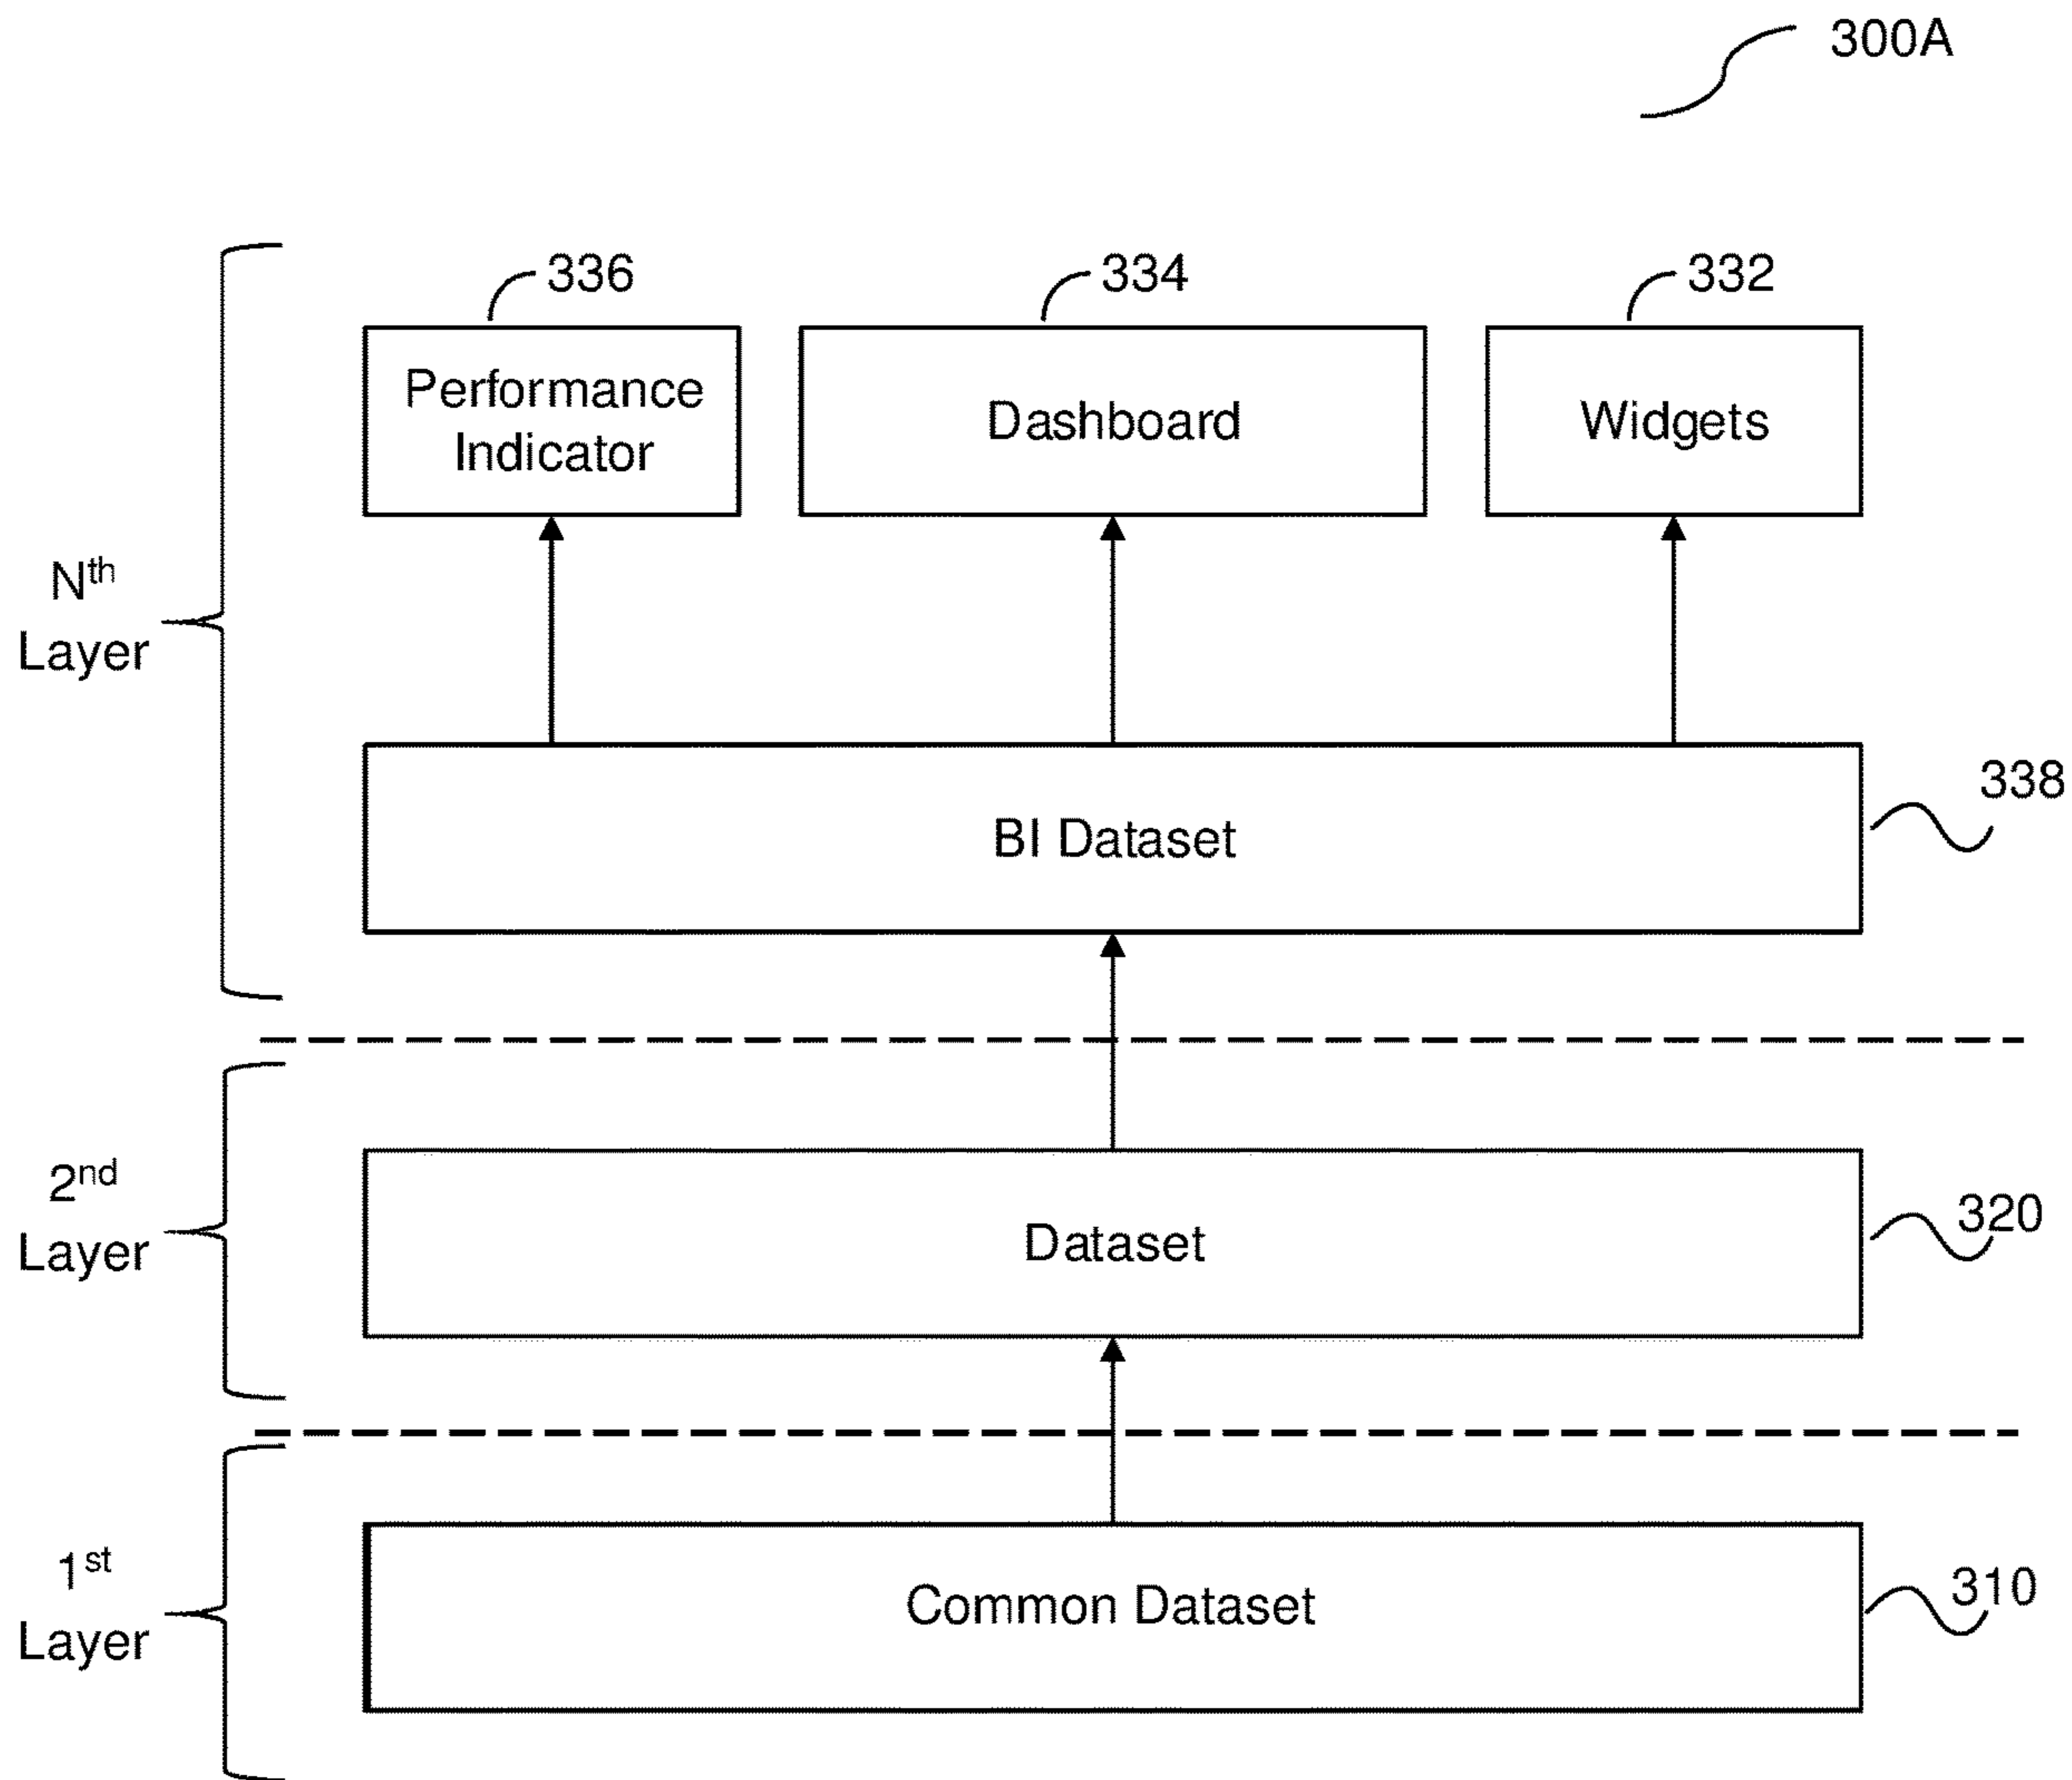 300A
336
334
332
Performance
Indicator
Dashboard
Widgets
Nth
Layer
338
BI Dataset
2nd
Layer
320
Dataset
1st
Layer
310
Common Dataset